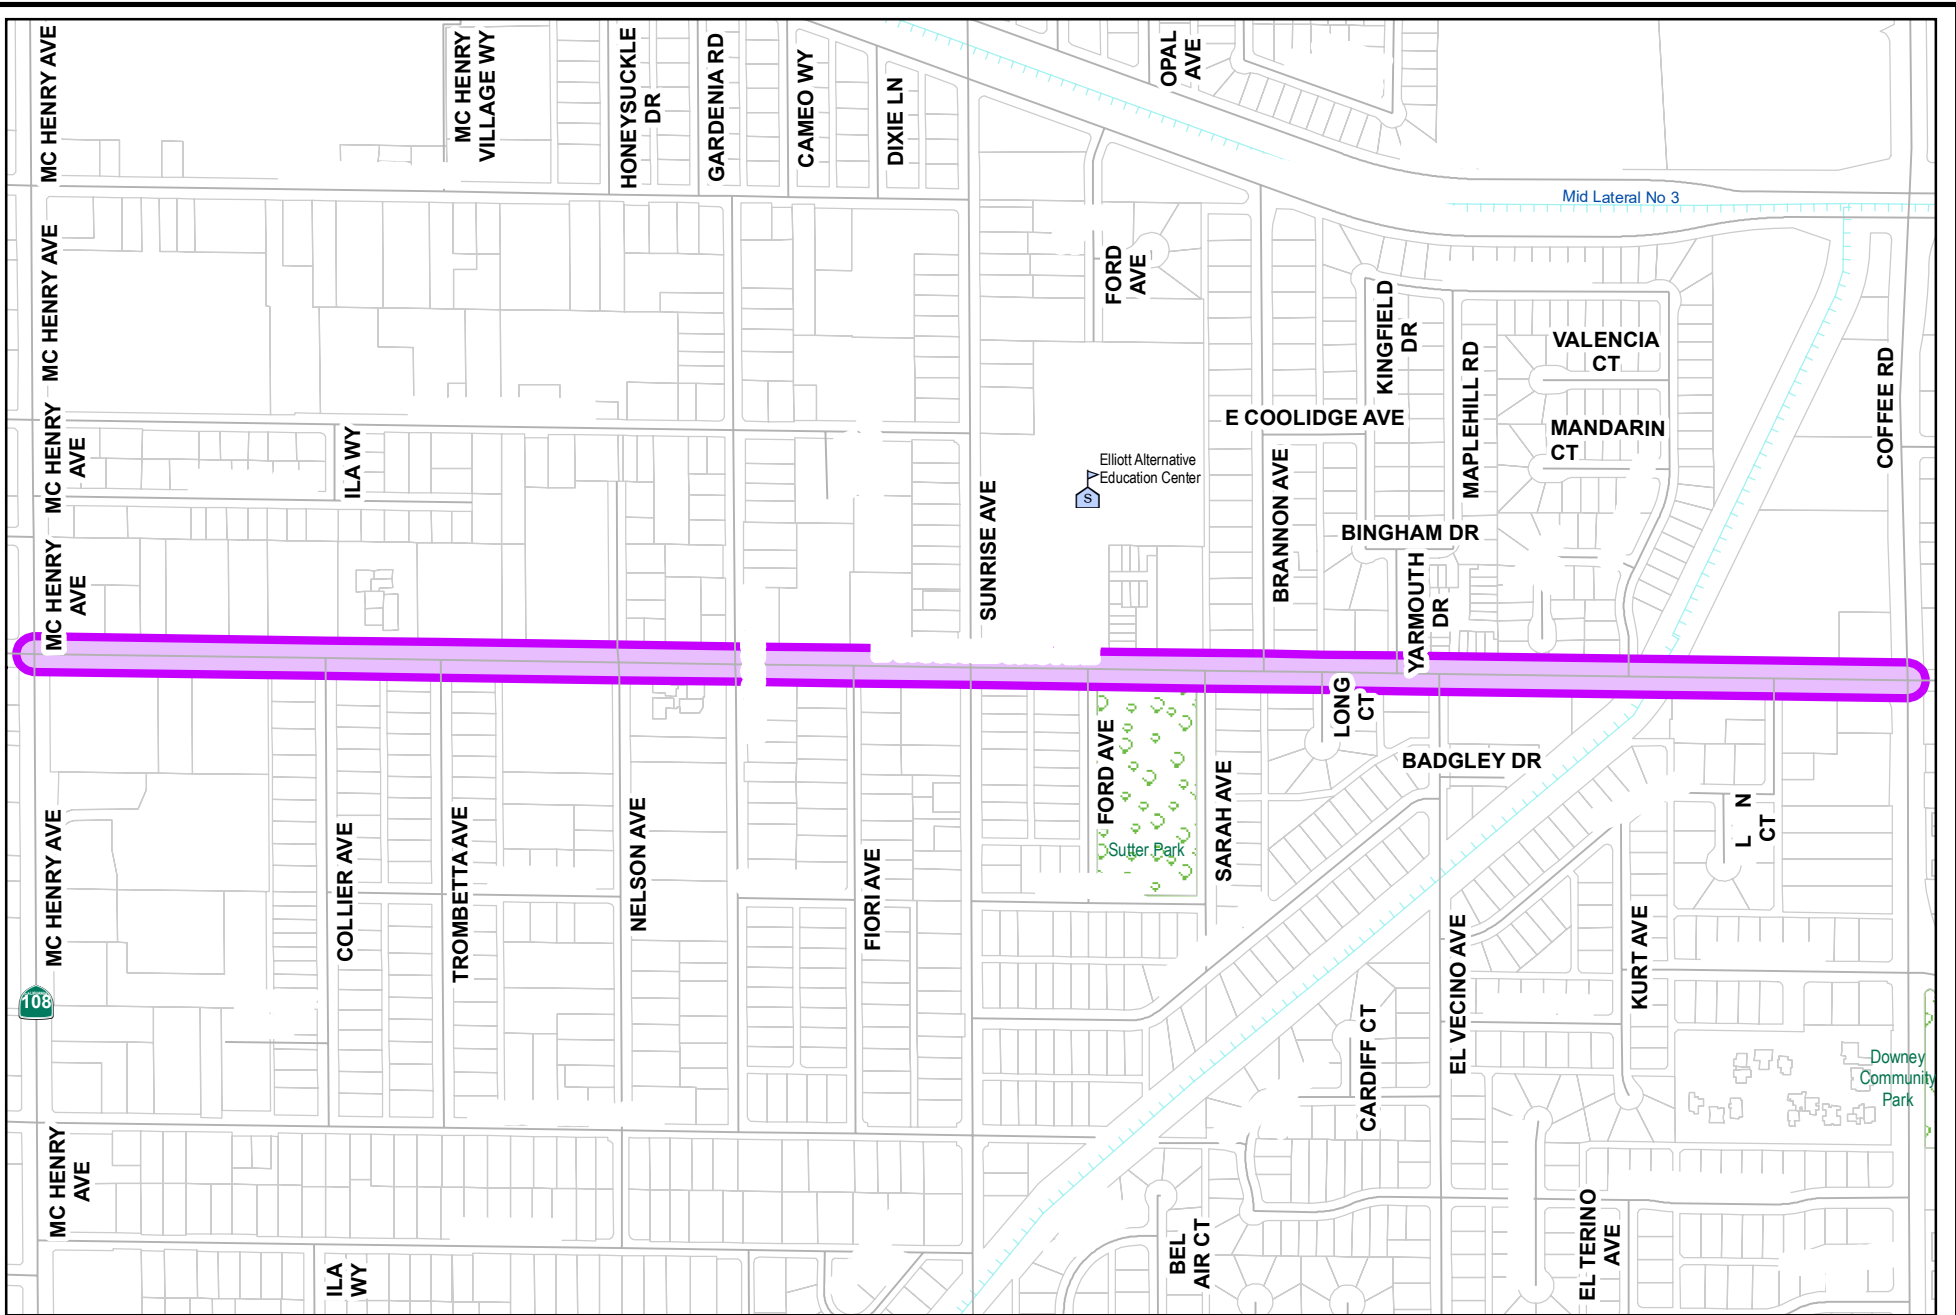 MC HENRY AVE
MC HENRY
VILLAGE WY
HONEYSUCKLE
DR
GARDENIA RD
CAMEO WY
DIXIE LN
OPAL
AVE
Mid Lateral No 3
MC HENRY AVE
FORD
AVE
KINGFIELD
DR
MAPLEHILL RD
VALENCIA
CT
COFFEE RD
E COOLIDGE AVE
MANDARIN
CT
MC HENRY
AVE
ILA WY
Elliott Alternative
Education Center
S
SUNRISE AVE
BRANNON AVE
BINGHAM DR
MC HENRY
AVE
YARMOUTH
DR
LONG
CT
BADGLEY DR
FORD AVE
SARAH AVE
L N
CT
MC HENRY AVE
COLLIER AVE
TROMBETTA AVE
NELSON AVE
FIORI AVE
Sutter Park
EL VECINO AVE
KURT AVE
108
CARDIFF CT
Downey
Community
Park
MC HENRY
AVE
ILA
WY
BEL
AIR CT
EL TERINO
AVE